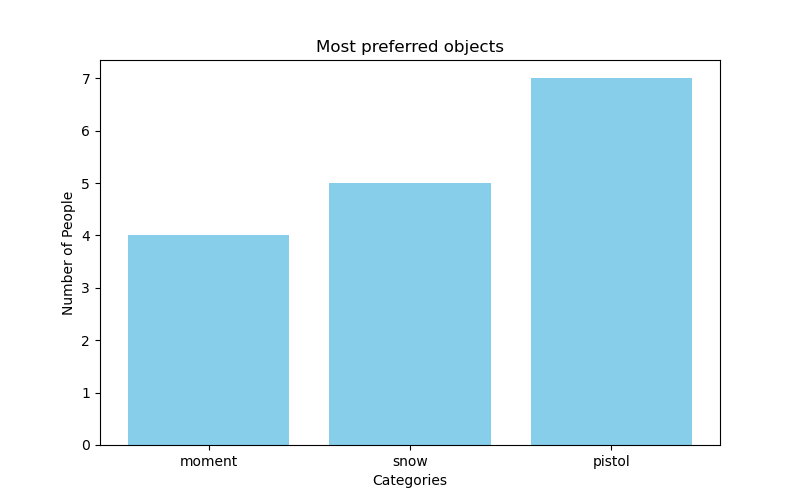 Most preferred objects
Number of People
7
6
5
4
3
2
1
0
moment snow pistol
Categories